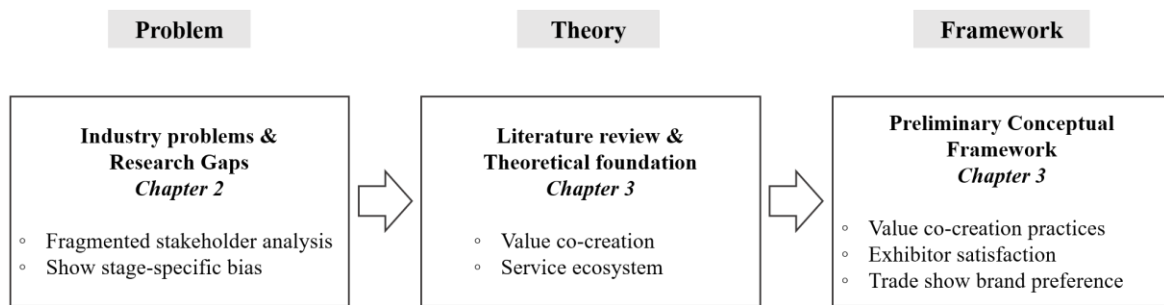 Problem
Theory
Framework
Industry problems &
Research Gaps
Chapter 2
◦ Fragmented stakeholder analysis
◦ Show stage-specific bias
Literature review &
Theoretical foundation
Chapter 3
◦ Value co-creation
◦ Service ecosystem
Preliminary Conceptual
Framework
Chapter 3
◦ Value co-creation practices
◦ Exhibitor satisfaction
◦ Trade show brand preference